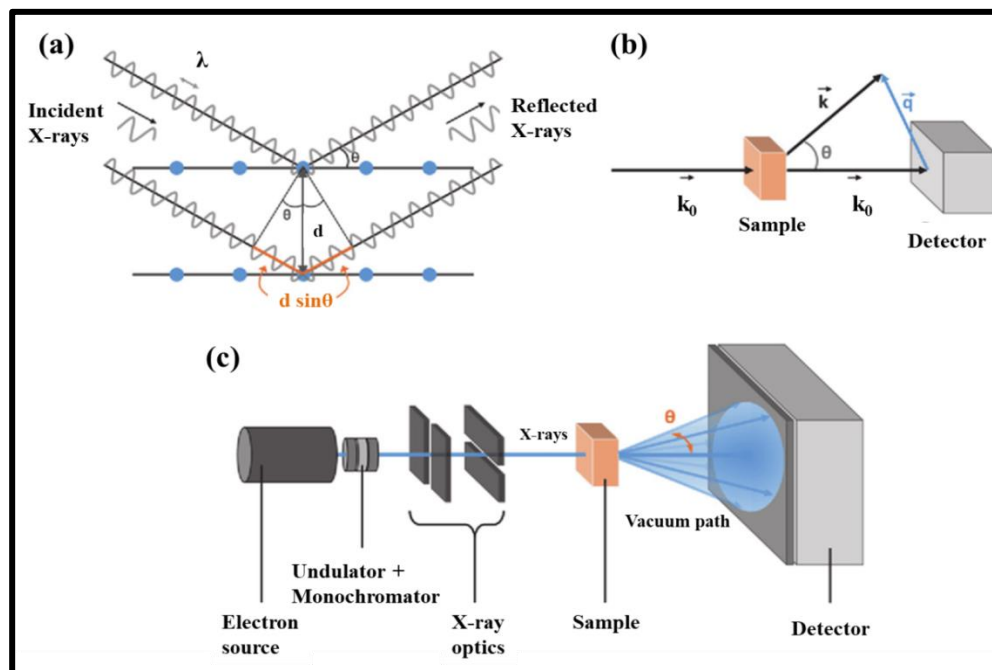 (a)
λ
Incident
X-rays
Reflected
X-rays
θ
θ
d
d sinθ
(b)
k
q
θ
k₀
k₀
Sample
Detector
(c)
X-rays
θ
Vacuum path
Undulator +
Monochromator
Electron
source
X-ray
optics
Sample
Detector